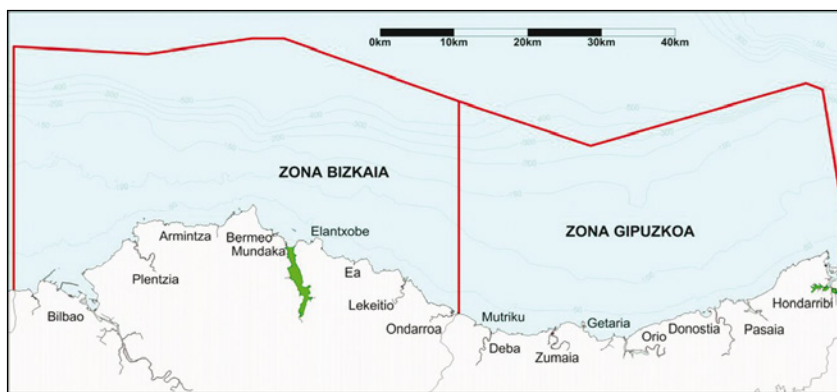 0km 10km 20km 30km 40km
ZONA BIZKAIA
ZONA GIPUZKOA
Elantxobe
Armintza
Bermeo
Mundaka
Plentzia
Ea
Lekeitio
Bilbao
Ondarroa
Mutriku
Deba
Zumaia
Getaria
Orio
Donostia
Pasaia
Hondarribi